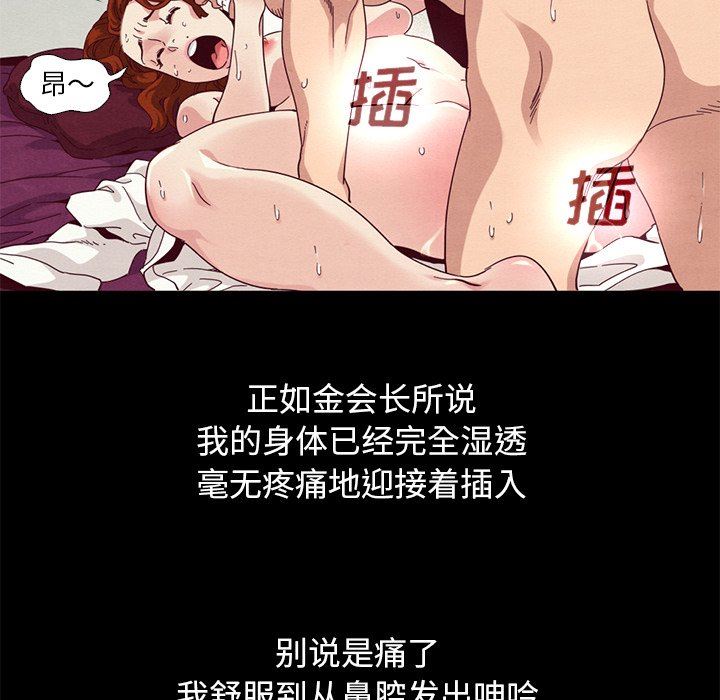 昂～
插
插
正如金会长所说
我的身体已经完全湿透
毫无疼痛地迎接着插入
别说是痛了
我舒服到从鼻腔发出呻吟